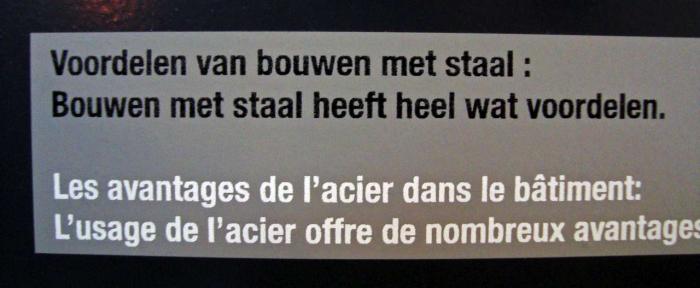 Voordelen van bouwen met staal :
Bouwen met staal heeft heel wat voordelen.
Les avantages de l'acier dans le bâtiment:
L'usage de l'acier offre de nombreux avantages